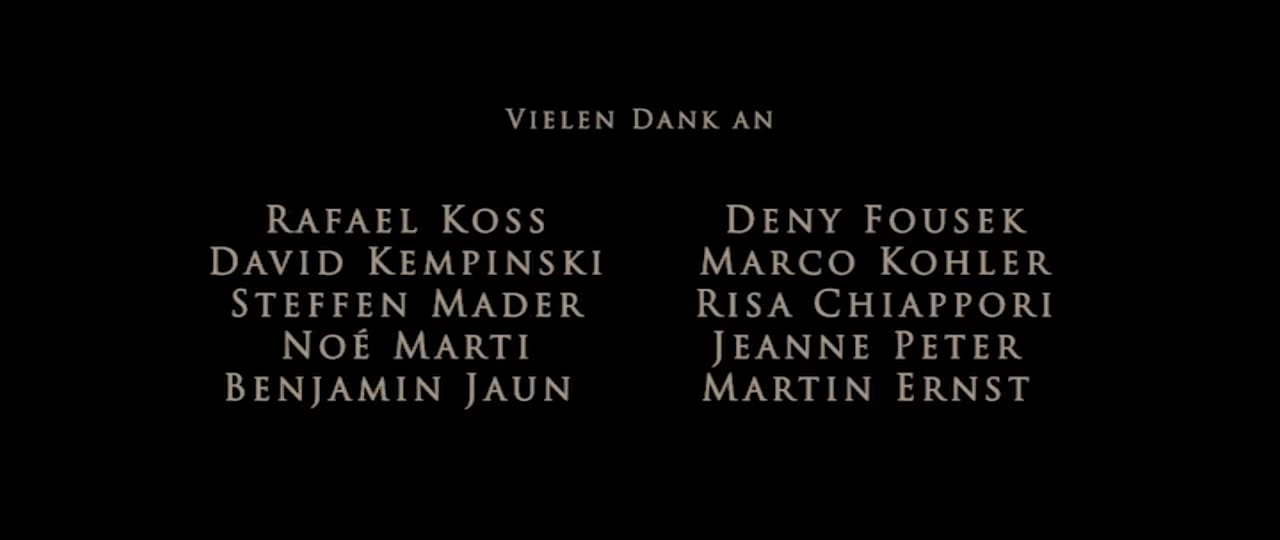 Vielen Dank an
Rafael Koss
David Kempinski
Steffen Mader
Noé Marti
Benjamin Jaun
Deny Fousek
Marco Kohler
Risa Chiappori
Jeanne Peter
Martin Ernst